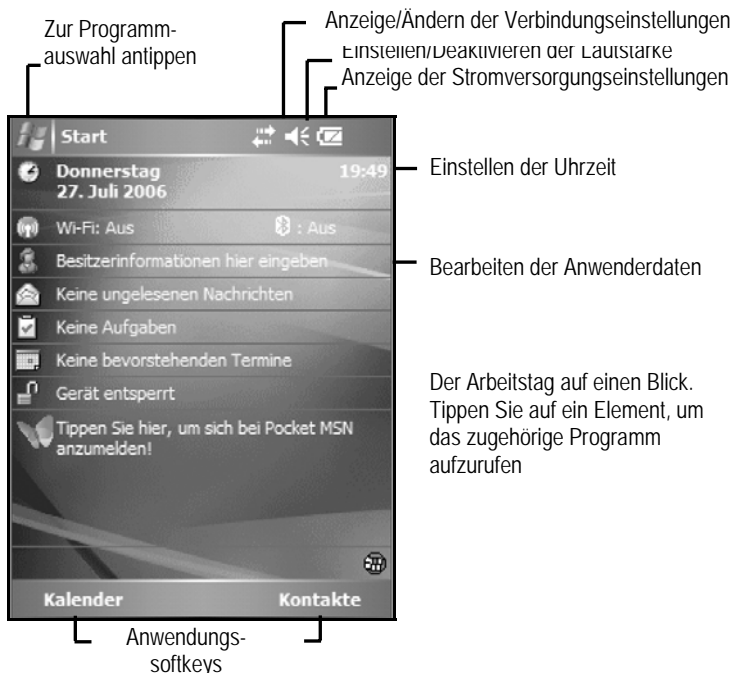 Zur Programm-
auswahl antippen
Anzeige/Ändern der Verbindungseinstellungen
Einstellen/Deaktivieren der Lautstärke
Anzeige der Stromversorgungseinstellungen
Start
Donnerstag
27. Juli 2006
19:49
Einstellen der Uhrzeit
Wi-Fi: Aus
: Aus
Besitzerinformationen hier eingeben
Bearbeiten der Anwenderdaten
Keine ungelesenen Nachrichten
Keine Aufgaben
Keine bevorstehenden Termine
Gerät entsperrt
Tippen Sie hier, um sich bei Pocket MSN
anzumelden!
Der Arbeitstag auf einen Blick.
Tippen Sie auf ein Element, um
das zugehörige Programm
aufzurufen
Kalender
Kontakte
Anwendungs-
softkeys